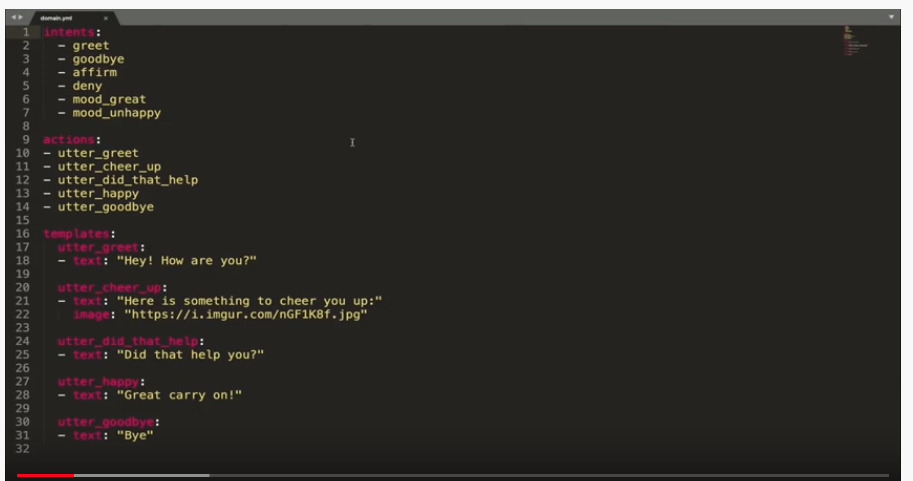 domain.yml
1 intents:
2   - greet
3   - goodbye
4   - affirm
5   - deny
6   - mood_great
7   - mood_unhappy
8
9 actions:
10 - utter_greet
11 - utter_cheer_up
12 - utter_did_that_help
13 - utter_happy
14 - utter_goodbye
15
16 templates:
17   utter_greet:
18   - text: "Hey! How are you?"
19
20   utter_cheer_up:
21   - text: "Here is something to cheer you up:"
22     image: "https://i.imgur.com/nGF1K8f.jpg"
23
24   utter_did_that_help:
25   - text: "Did that help you?"
26
27   utter_happy:
28   - text: "Great carry on!"
29
30   utter_goodbye:
31   - text: "Bye"
32